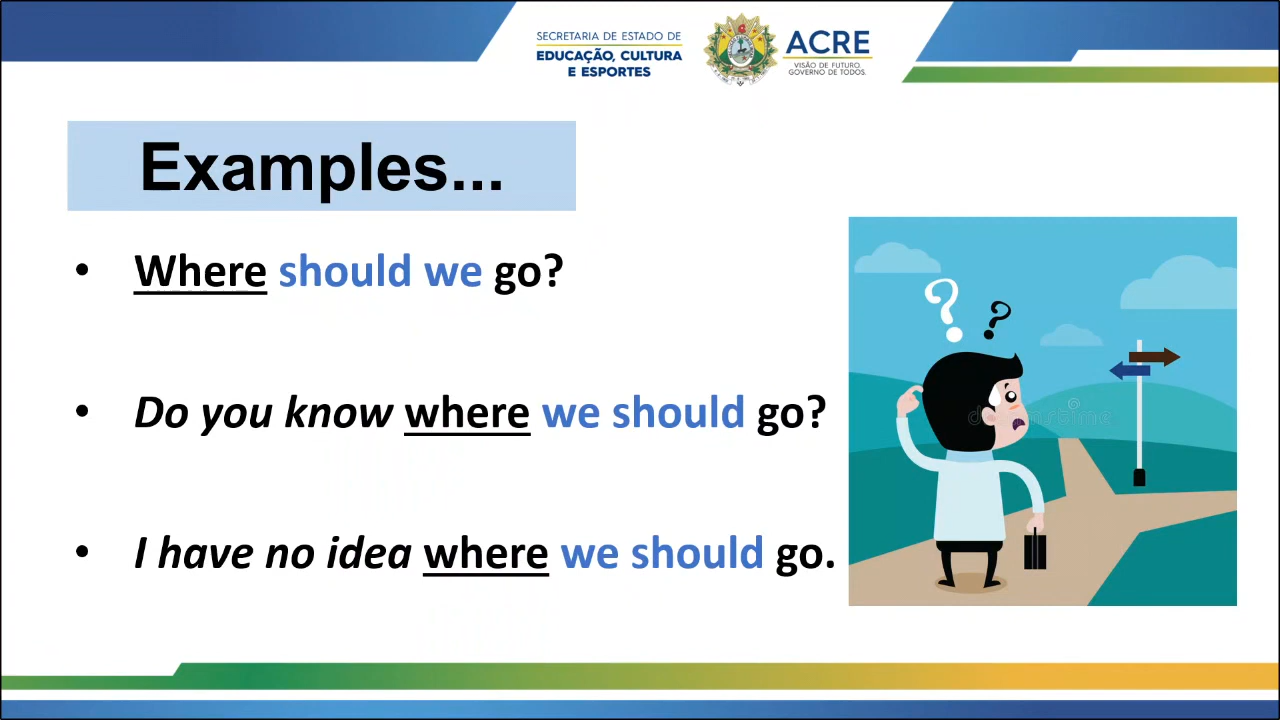 SECRETARIA DE ESTADO DE
EDUCAÇÃO, CULTURA
E ESPORTES
ACRE
VISÃO DE FUTURO.
GOVERNO DE TODOS.
Examples...
• Where should we go?
• Do you know where we should go?
• I have no idea where we should go.
? ?